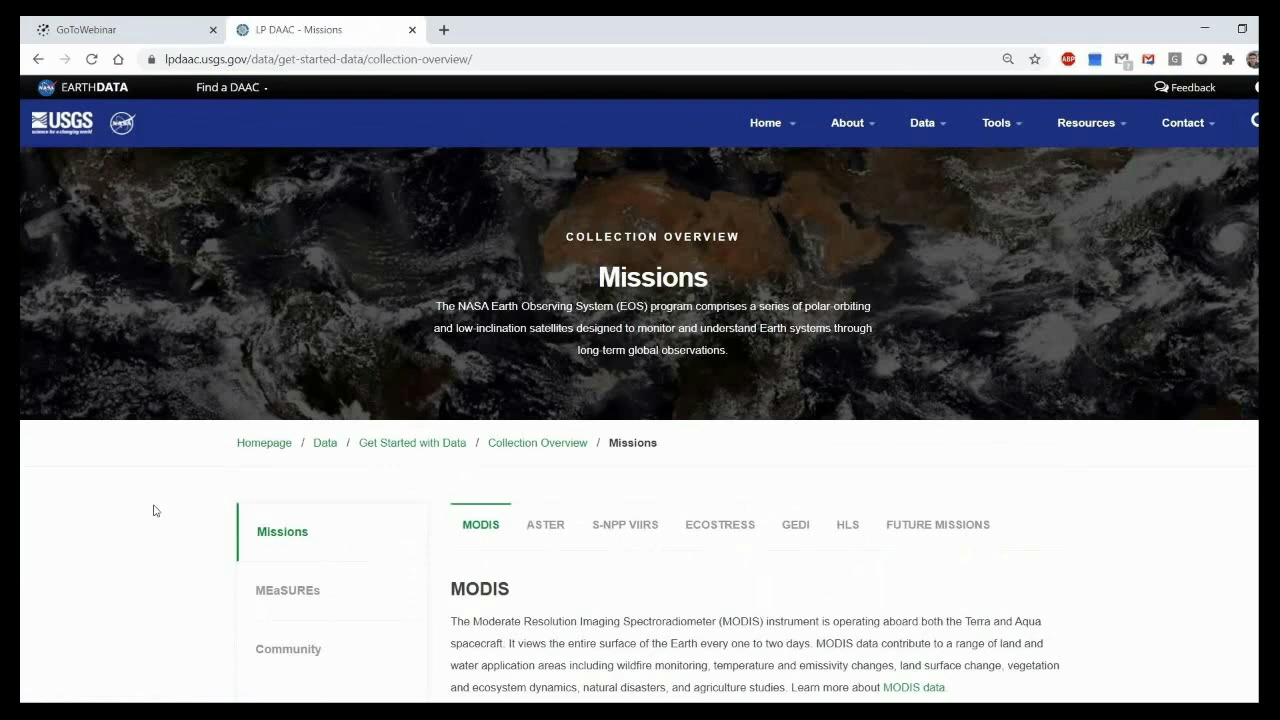 GoToWebinar
LP DAAC - Missions
lpdaac.usgs.gov/data/get-started-data/collection-overview/
ABP
G
NASA
EARTHDATA
Find a DAAC
Feedback
USGS
science for a changing world
NASA
Home
About
Data
Tools
Resources
Contact
COLLECTION OVERVIEW
Missions
The NASA Earth Observing System (EOS) program comprises a series of polar-orbiting
and low-inclination satellites designed to monitor and understand Earth systems through
long-term global observations.
Homepage / Data / Get Started with Data / Collection Overview / Missions
Missions
MEaSUREs
Community
MODIS
ASTER
S-NPP VIIRS
ECOSTRESS
GEDI
HLS
FUTURE MISSIONS
MODIS
The Moderate Resolution Imaging Spectroradiometer (MODIS) instrument is operating aboard both the Terra and Aqua
spacecraft. It views the entire surface of the Earth every one to two days. MODIS data contribute to a range of land and
water application areas including wildfire monitoring, temperature and emissivity changes, land surface change, vegetation
and ecosystem dynamics, natural disasters, and agriculture studies. Learn more about MODIS data.